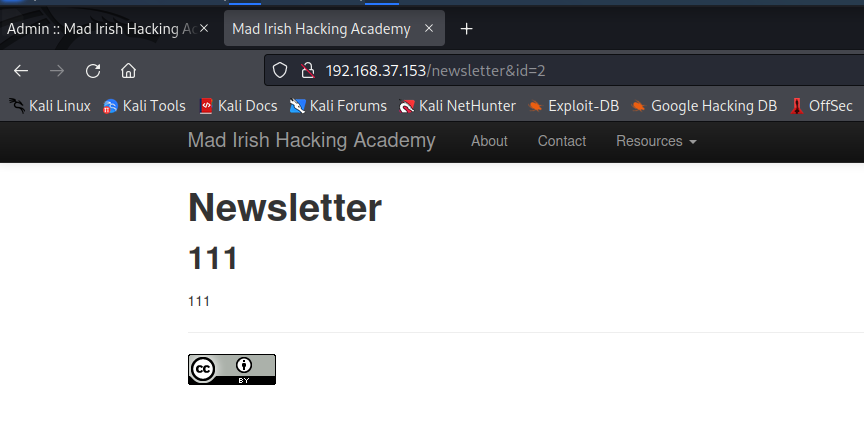 Admin :: Mad Irish Hacking Ac
Mad Irish Hacking Academy
192.168.37.153/newsletter&id=2
Kali Linux Kali Tools Kali Docs Kali Forums Kali NetHunter Exploit-DB Google Hacking DB OffSec
Mad Irish Hacking Academy About Contact Resources
Newsletter
111
111
cc BY